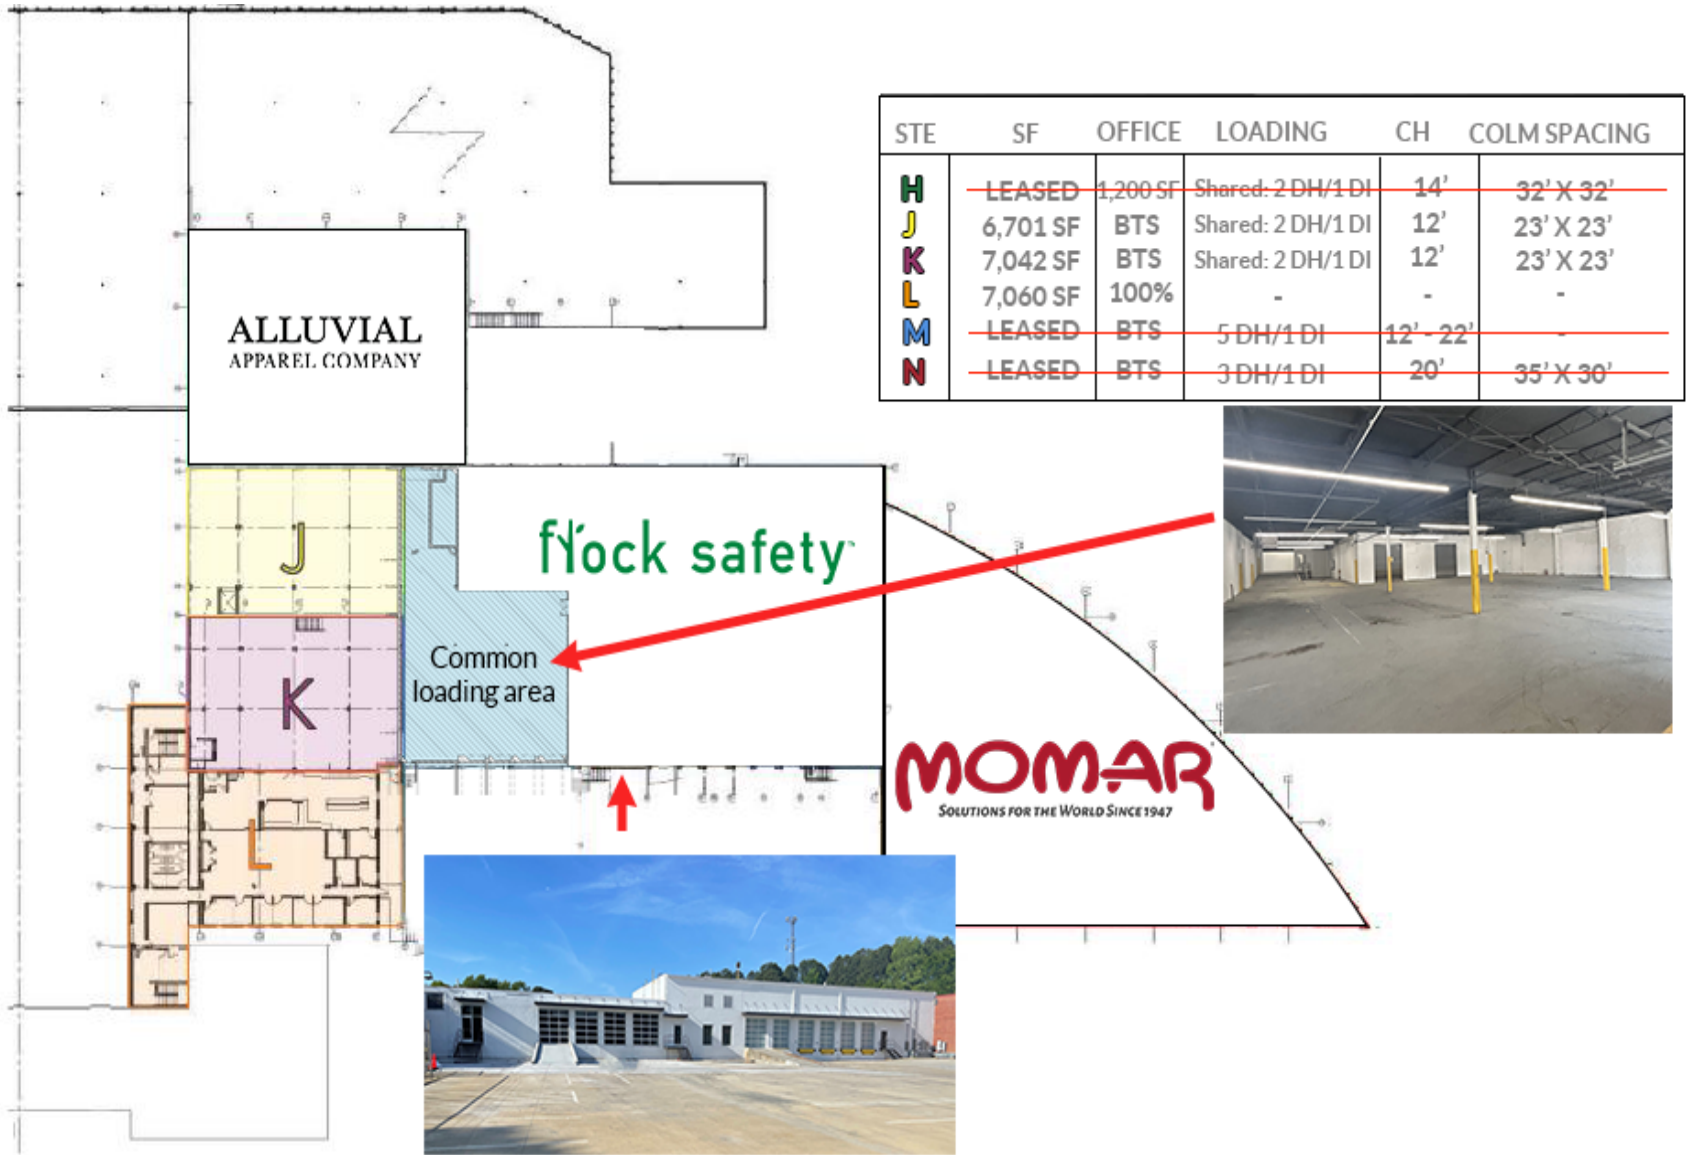 STE SF OFFICE LOADING CH COLM SPACING
H LEASED 1,200 SF Shared: 2 DH/1 DI 14' 32' X 32'
J 6,701 SF BTS Shared: 2 DH/1 DI 12' 23' X 23'
K 7,042 SF BTS Shared: 2 DH/1 DI 12' 23' X 23'
L 7,060 SF 100% - - -
M LEASED BTS 5 DH/1 DI 12' - 22' -
N LEASED BTS 3 DH/1 DI 20' 35' X 30'
ALLUVIAL
APPAREL COMPANY
J
flock safety
K
Common
loading area
L
MOMAR
SOLUTIONS FOR THE WORLD SINCE 1947